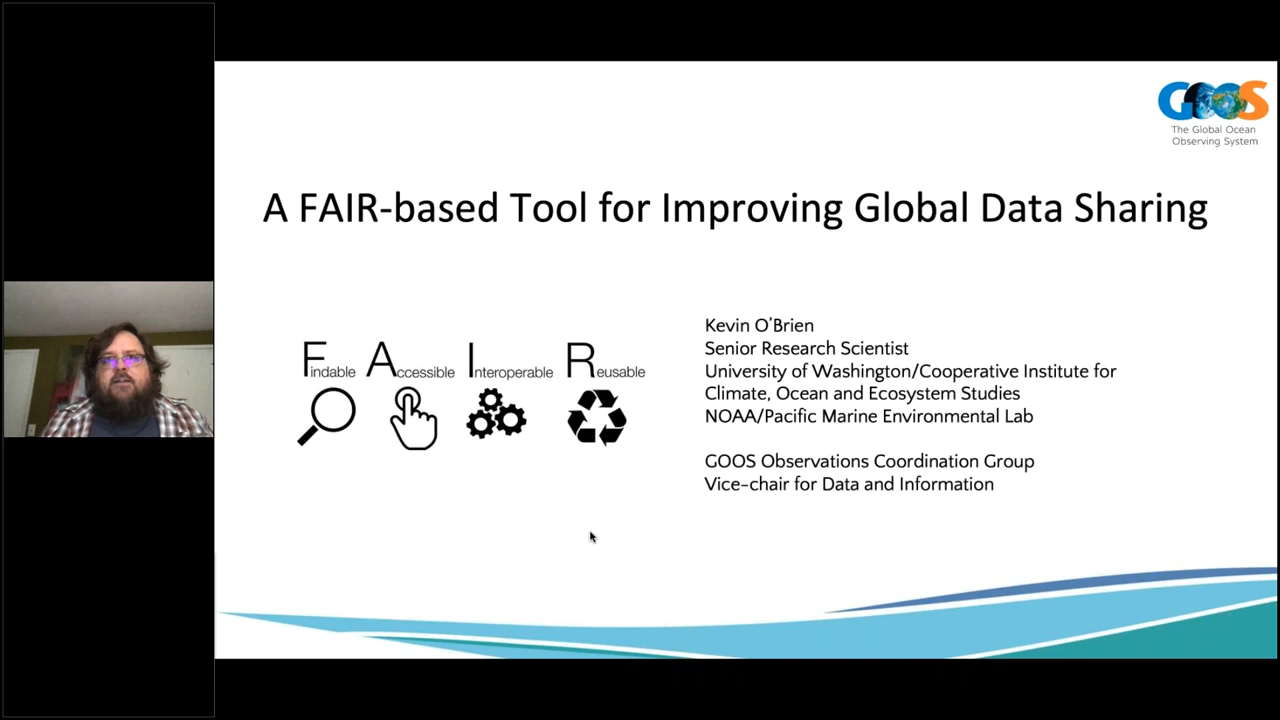 GOOS
The Global Ocean
Observing System
A FAIR-based Tool for Improving Global Data Sharing
Findable Accessible Interoperable Reusable
Kevin O'Brien
Senior Research Scientist
University of Washington/Cooperative Institute for
Climate, Ocean and Ecosystem Studies
NOAA/Pacific Marine Environmental Lab
GOOS Observations Coordination Group
Vice-chair for Data and Information